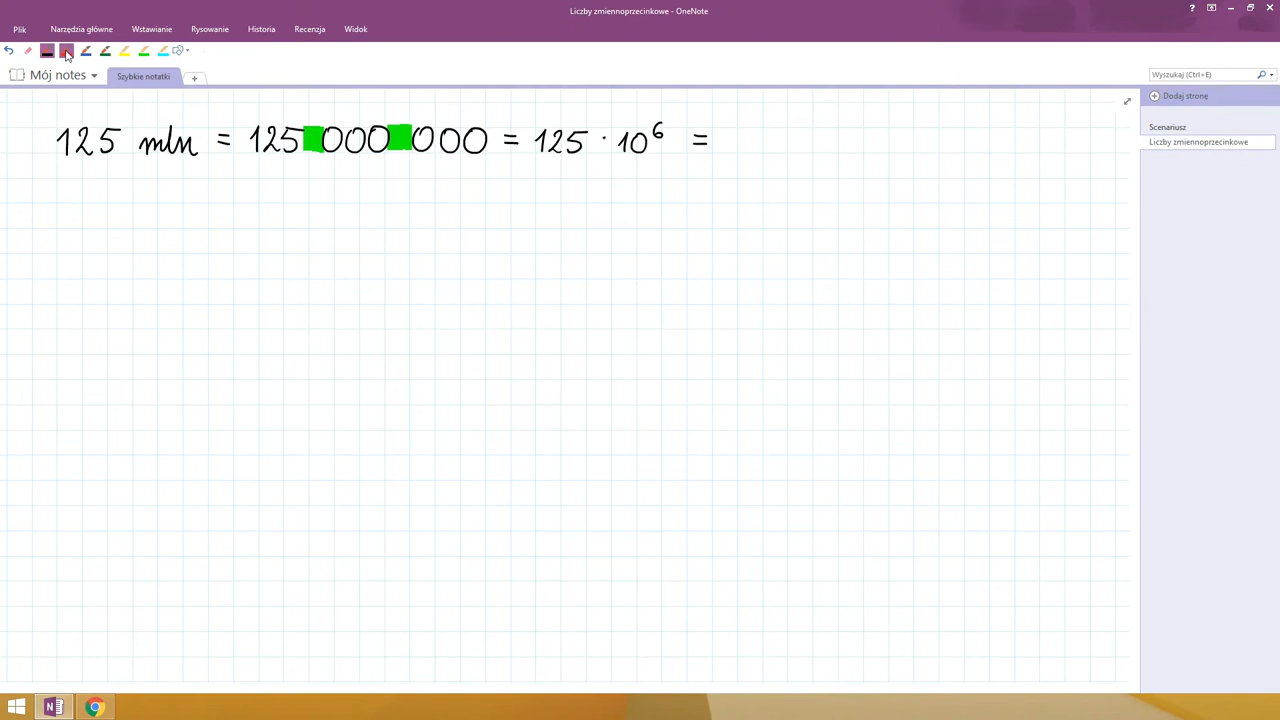 Liczby zmiennoprzecinkowe - OneNote
Plik Narzędzia główne Wstawianie Rysowanie Historia Recenzja Widok
Mój notes Szybkie notatki
Wyszukaj (Ctrl+E)
Dodaj stronę
125 mln = 125 000 000 = 125 · 10⁶ =
Scenariusz
Liczby zmiennoprzecinkowe